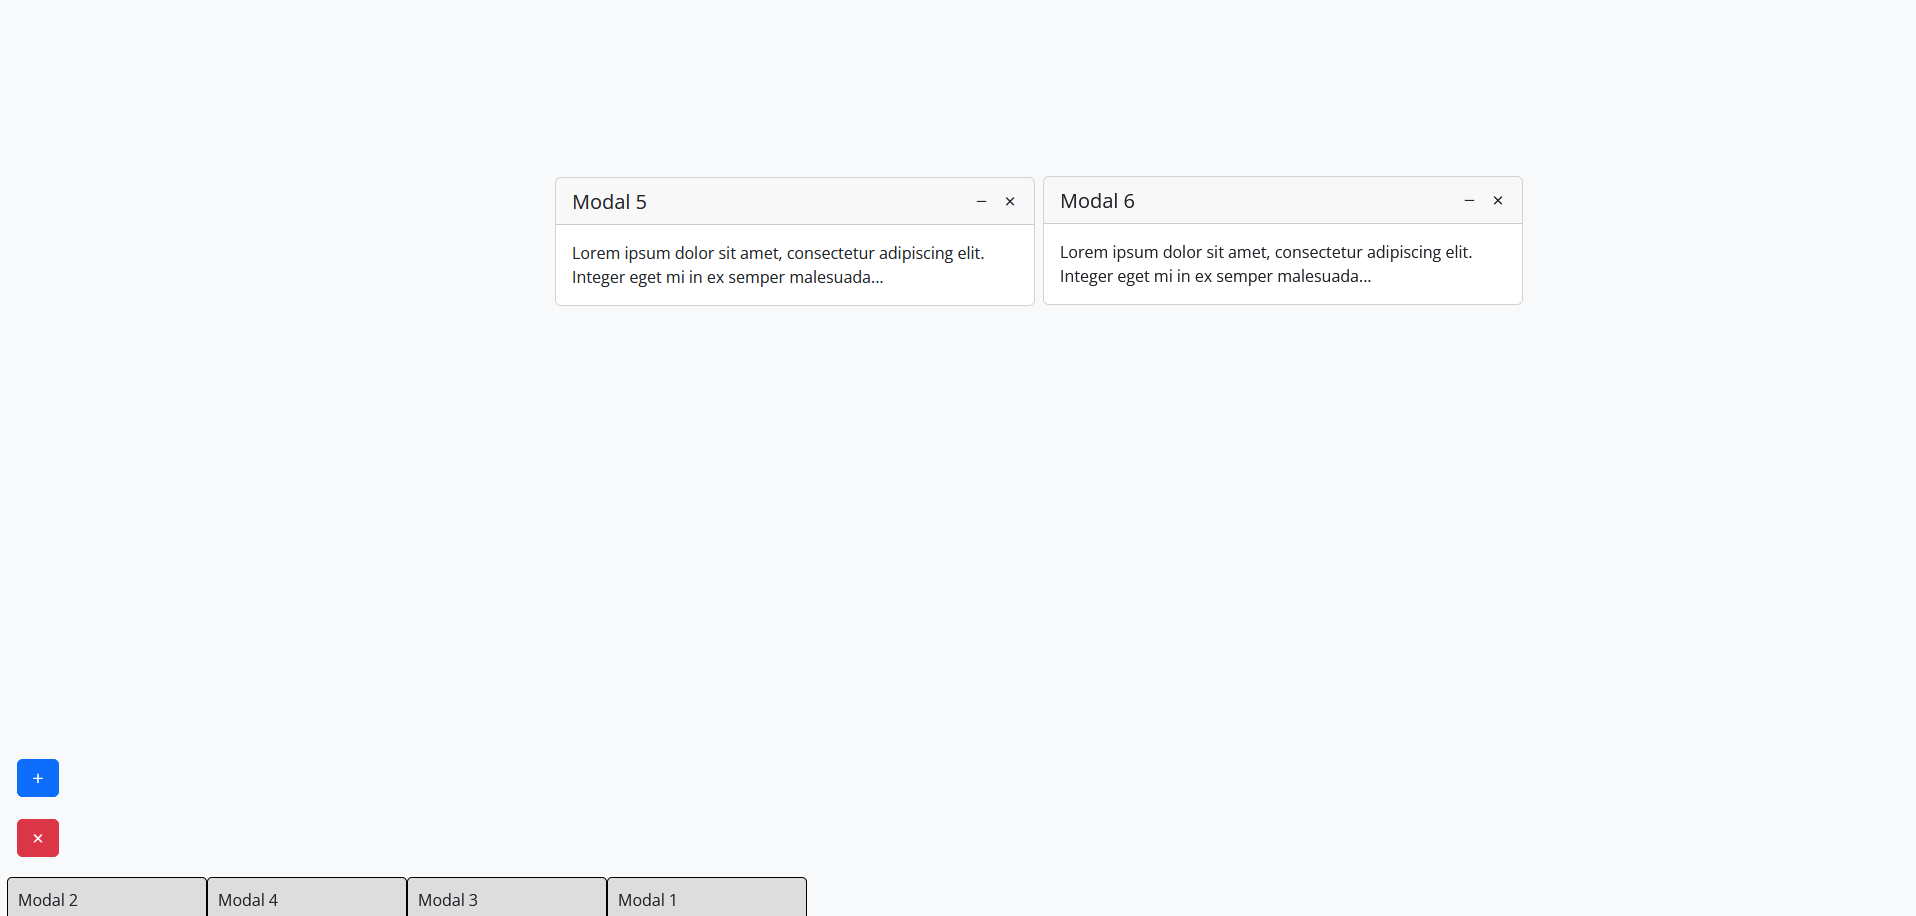 Modal 5 − ×
Lorem ipsum dolor sit amet, consectetur adipiscing elit.
Integer eget mi in ex semper malesuada...
Modal 6 − ×
Lorem ipsum dolor sit amet, consectetur adipiscing elit.
Integer eget mi in ex semper malesuada...
+
×
Modal 2
Modal 4
Modal 3
Modal 1